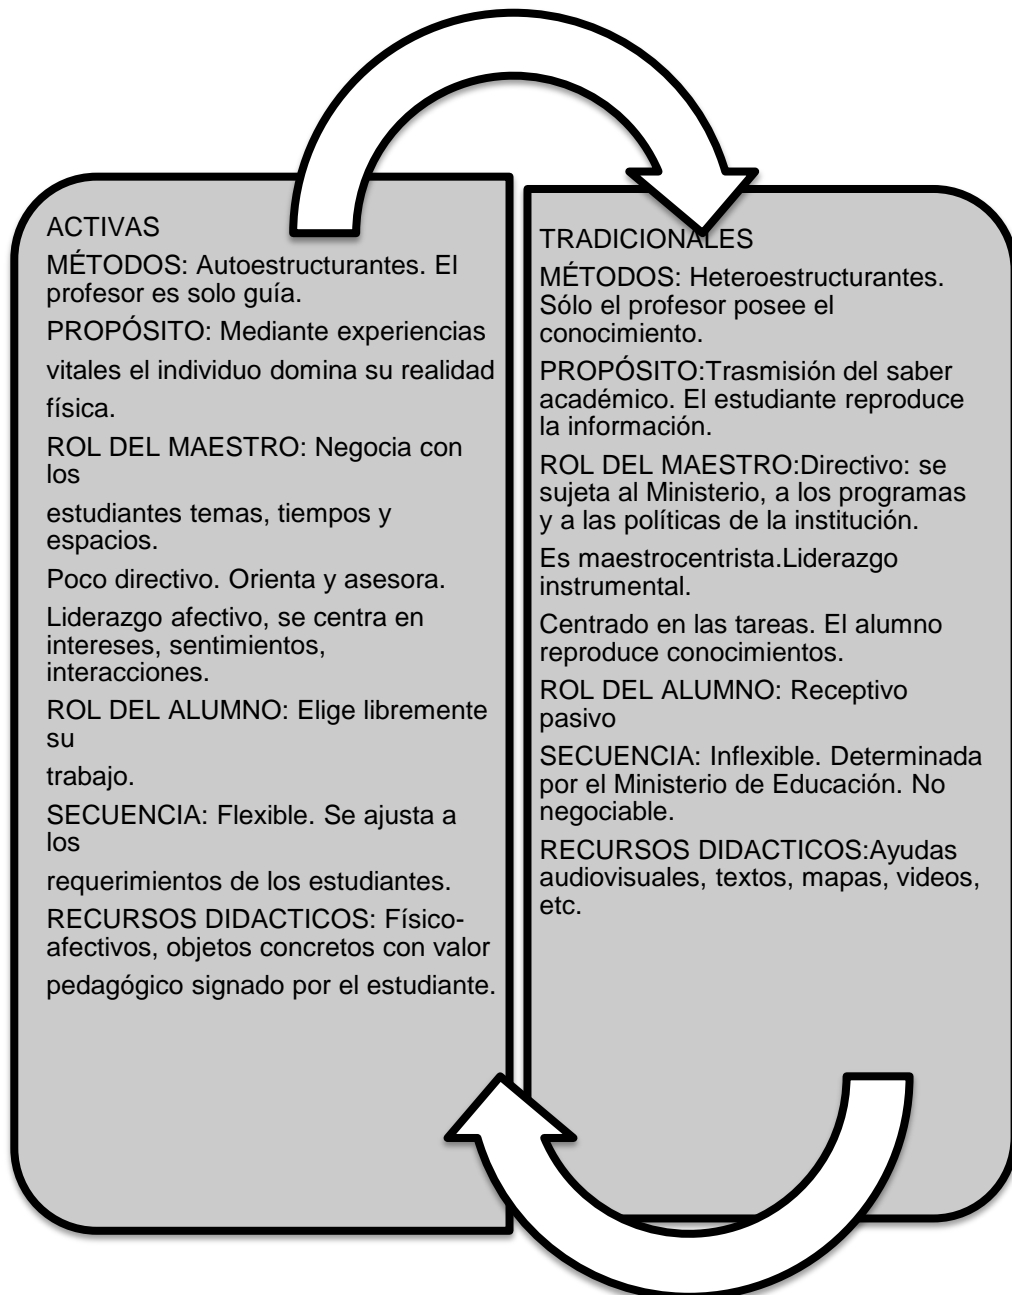 ACTIVAS
MÉTODOS: Autoestructurantes. El
profesor es solo guía.
PROPÓSITO: Mediante experiencias
vitales el individuo domina su realidad
física.
ROL DEL MAESTRO: Negocia con
los
estudiantes temas, tiempos y
espacios.
Poco directivo. Orienta y asesora.
Liderazgo afectivo, se centra en
intereses, sentimientos,
interacciones.
ROL DEL ALUMNO: Elige libremente
su
trabajo.
SECUENCIA: Flexible. Se ajusta a
los
requerimientos de los estudiantes.
RECURSOS DIDACTICOS: Físico-
afectivos, objetos concretos con valor
pedagógico signado por el estudiante.
TRADICIONALES
MÉTODOS: Heteroestructurantes.
Sólo el profesor posee el
conocimiento.
PROPÓSITO:Trasmisión del saber
académico. El estudiante reproduce
la información.
ROL DEL MAESTRO:Directivo: se
sujeta al Ministerio, a los programas
y a las políticas de la institución.
Es maestrocentrista.Liderazgo
instrumental.
Centrado en las tareas. El alumno
reproduce conocimientos.
ROL DEL ALUMNO: Receptivo
pasivo
SECUENCIA: Inflexible. Determinada
por el Ministerio de Educación. No
negociable.
RECURSOS DIDACTICOS:Ayudas
audiovisuales, textos, mapas, videos,
etc.